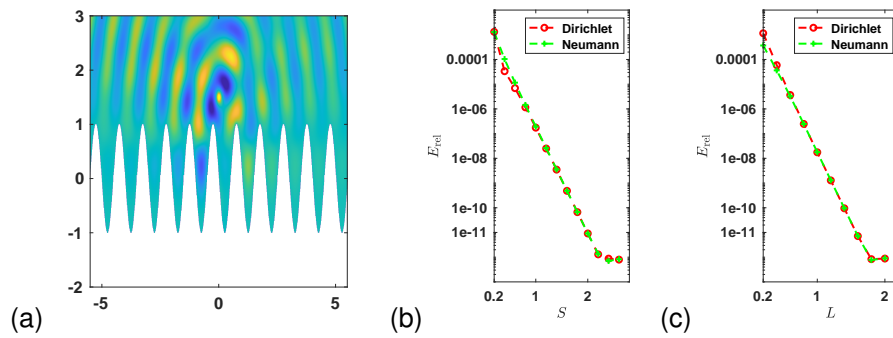 (a)
3
2
1
0
-1
-2
-5
0
5
(b)
E_rel
0.0001
1e-06
1e-08
1e-10
1e-11
0.2
1
2
S
Dirichlet
Neumann
(c)
E_rel
0.0001
1e-06
1e-08
1e-10
1e-11
0.2
1
2
L
Dirichlet
Neumann